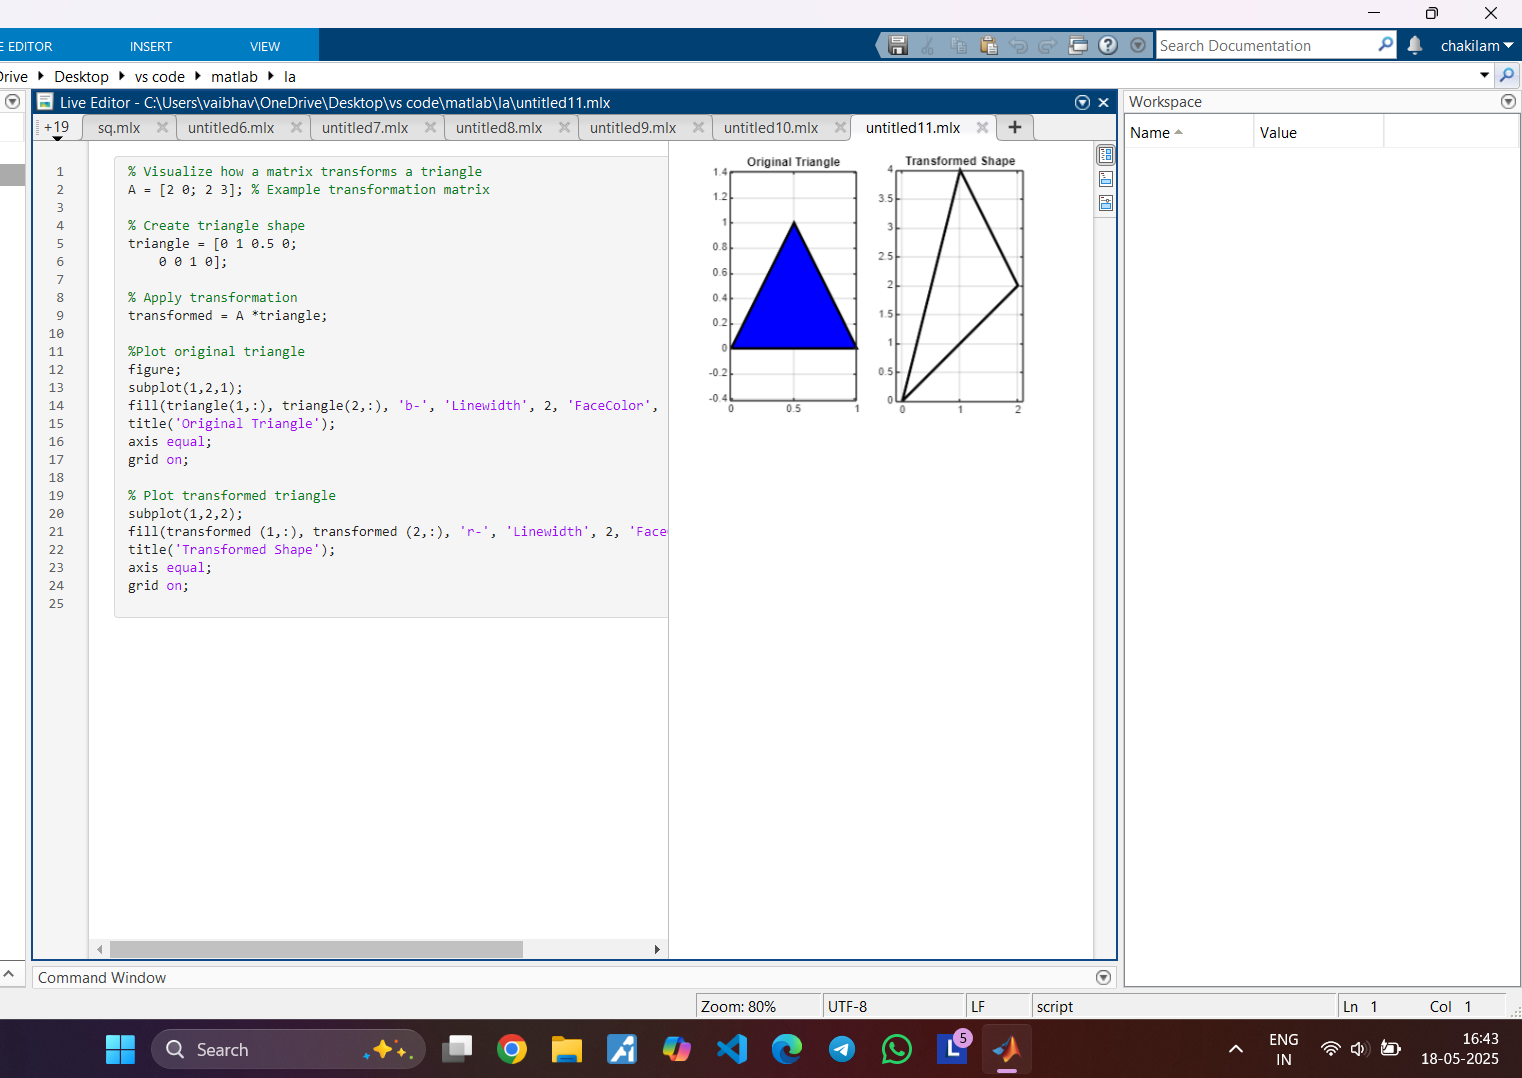 E EDITOR
INSERT
VIEW
Search Documentation
chakilam
Drive
Desktop
vs code
matlab
la
Live Editor - C:\Users\vaibhav\OneDrive\Desktop\vs code\matlab\la\untitled11.mlx
Workspace
+19
sq.mlx
untitled6.mlx
untitled7.mlx
untitled8.mlx
untitled9.mlx
untitled10.mlx
untitled11.mlx
Name
Value
1 % Visualize how a matrix transforms a triangle
2 A = [2 0; 2 3]; % Example transformation matrix
3
4 % Create triangle shape
5 triangle = [0 1 0.5 0;
6 0 0 1 0];
7
8 % Apply transformation
9 transformed = A *triangle;
10
11 %Plot original triangle
12 figure;
13 subplot(1,2,1);
14 fill(triangle(1,:), triangle(2,:), 'b-', 'Linewidth', 2, 'FaceColor',
15 title('Original Triangle');
16 axis equal;
17 grid on;
18
19 % Plot transformed triangle
20 subplot(1,2,2);
21 fill(transformed (1,:), transformed (2,:), 'r-', 'Linewidth', 2, 'Face
22 title('Transformed Shape');
23 axis equal;
24 grid on;
25
Original Triangle
1.4
1.2
1
0.8
0.6
0.4
0.2
0
-0.2
-0.4
0 0.5 1
Transformed Shape
4
3.5
3
2.5
2
1.5
1
0.5
0
0 1 2
Command Window
Zoom: 80%
UTF-8
LF
script
Ln 1
Col 1
Search
L
5
ENG
IN
16:43
18-05-2025